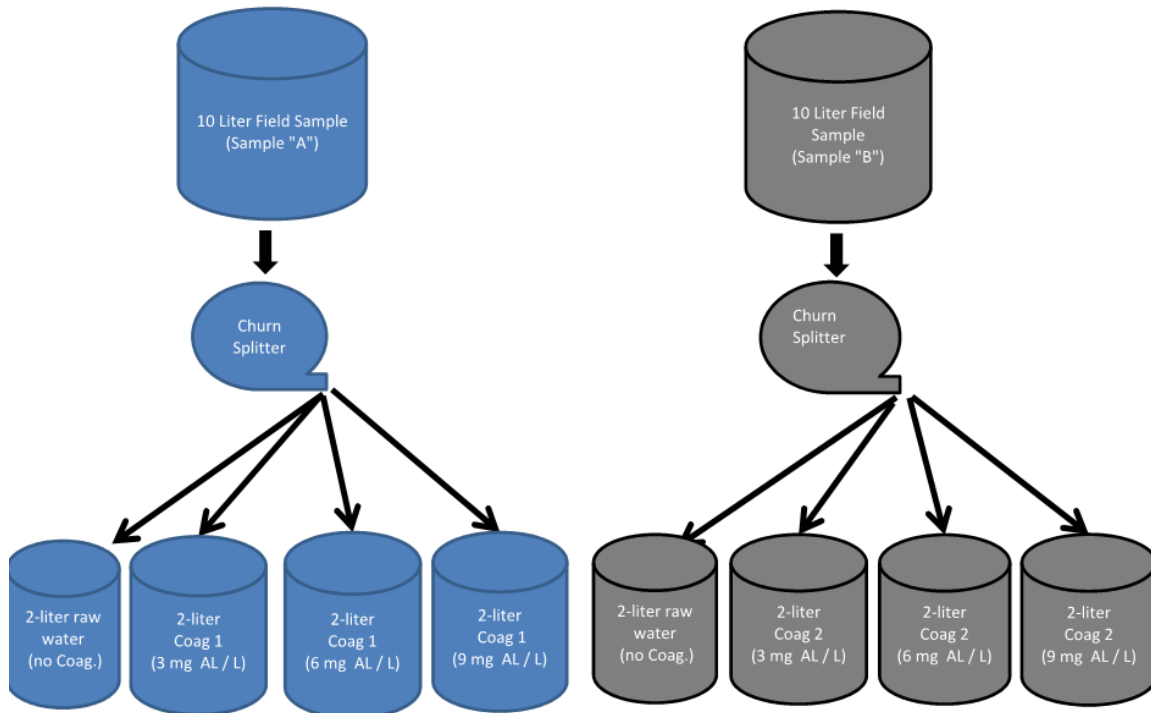 10 Liter Field Sample
(Sample "A")
10 Liter Field
Sample
(Sample "B")
Churn
Splitter
Churn
Splitter
2-liter raw
water
(no Coag.)
2-liter
Coag 1
(3 mg AL / L)
2-liter
Coag 1
(6 mg AL / L)
2-liter
Coag 1
(9 mg AL / L)
2-liter raw
water
(no Coag.)
2-liter
Coag 2
(3 mg AL / L)
2-liter
Coag 2
(6 mg AL / L)
2-liter
Coag 2
(9 mg AL / L)